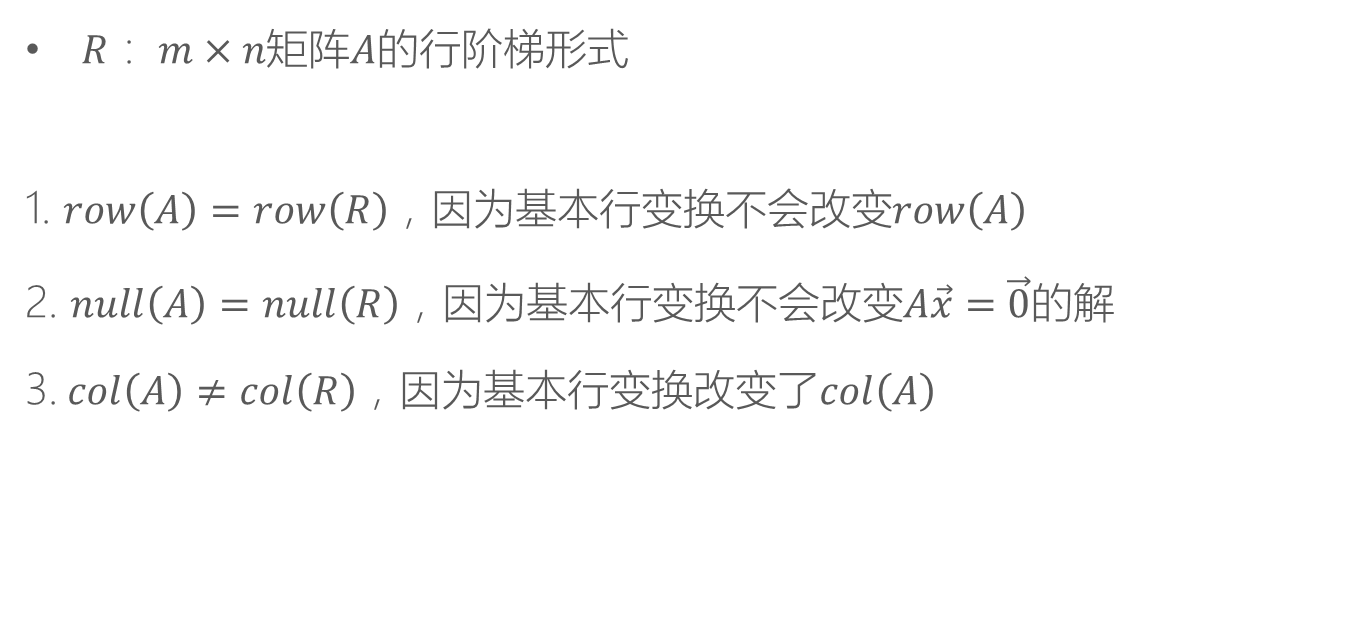 • R：m × n矩阵A的行阶梯形式
1. row(A) = row(R)，因为基本行变换不会改变row(A)
2. null(A) = null(R)，因为基本行变换不会改变Ax⃗ = 0⃗的解
3. col(A) ≠ col(R)，因为基本行变换改变了col(A)